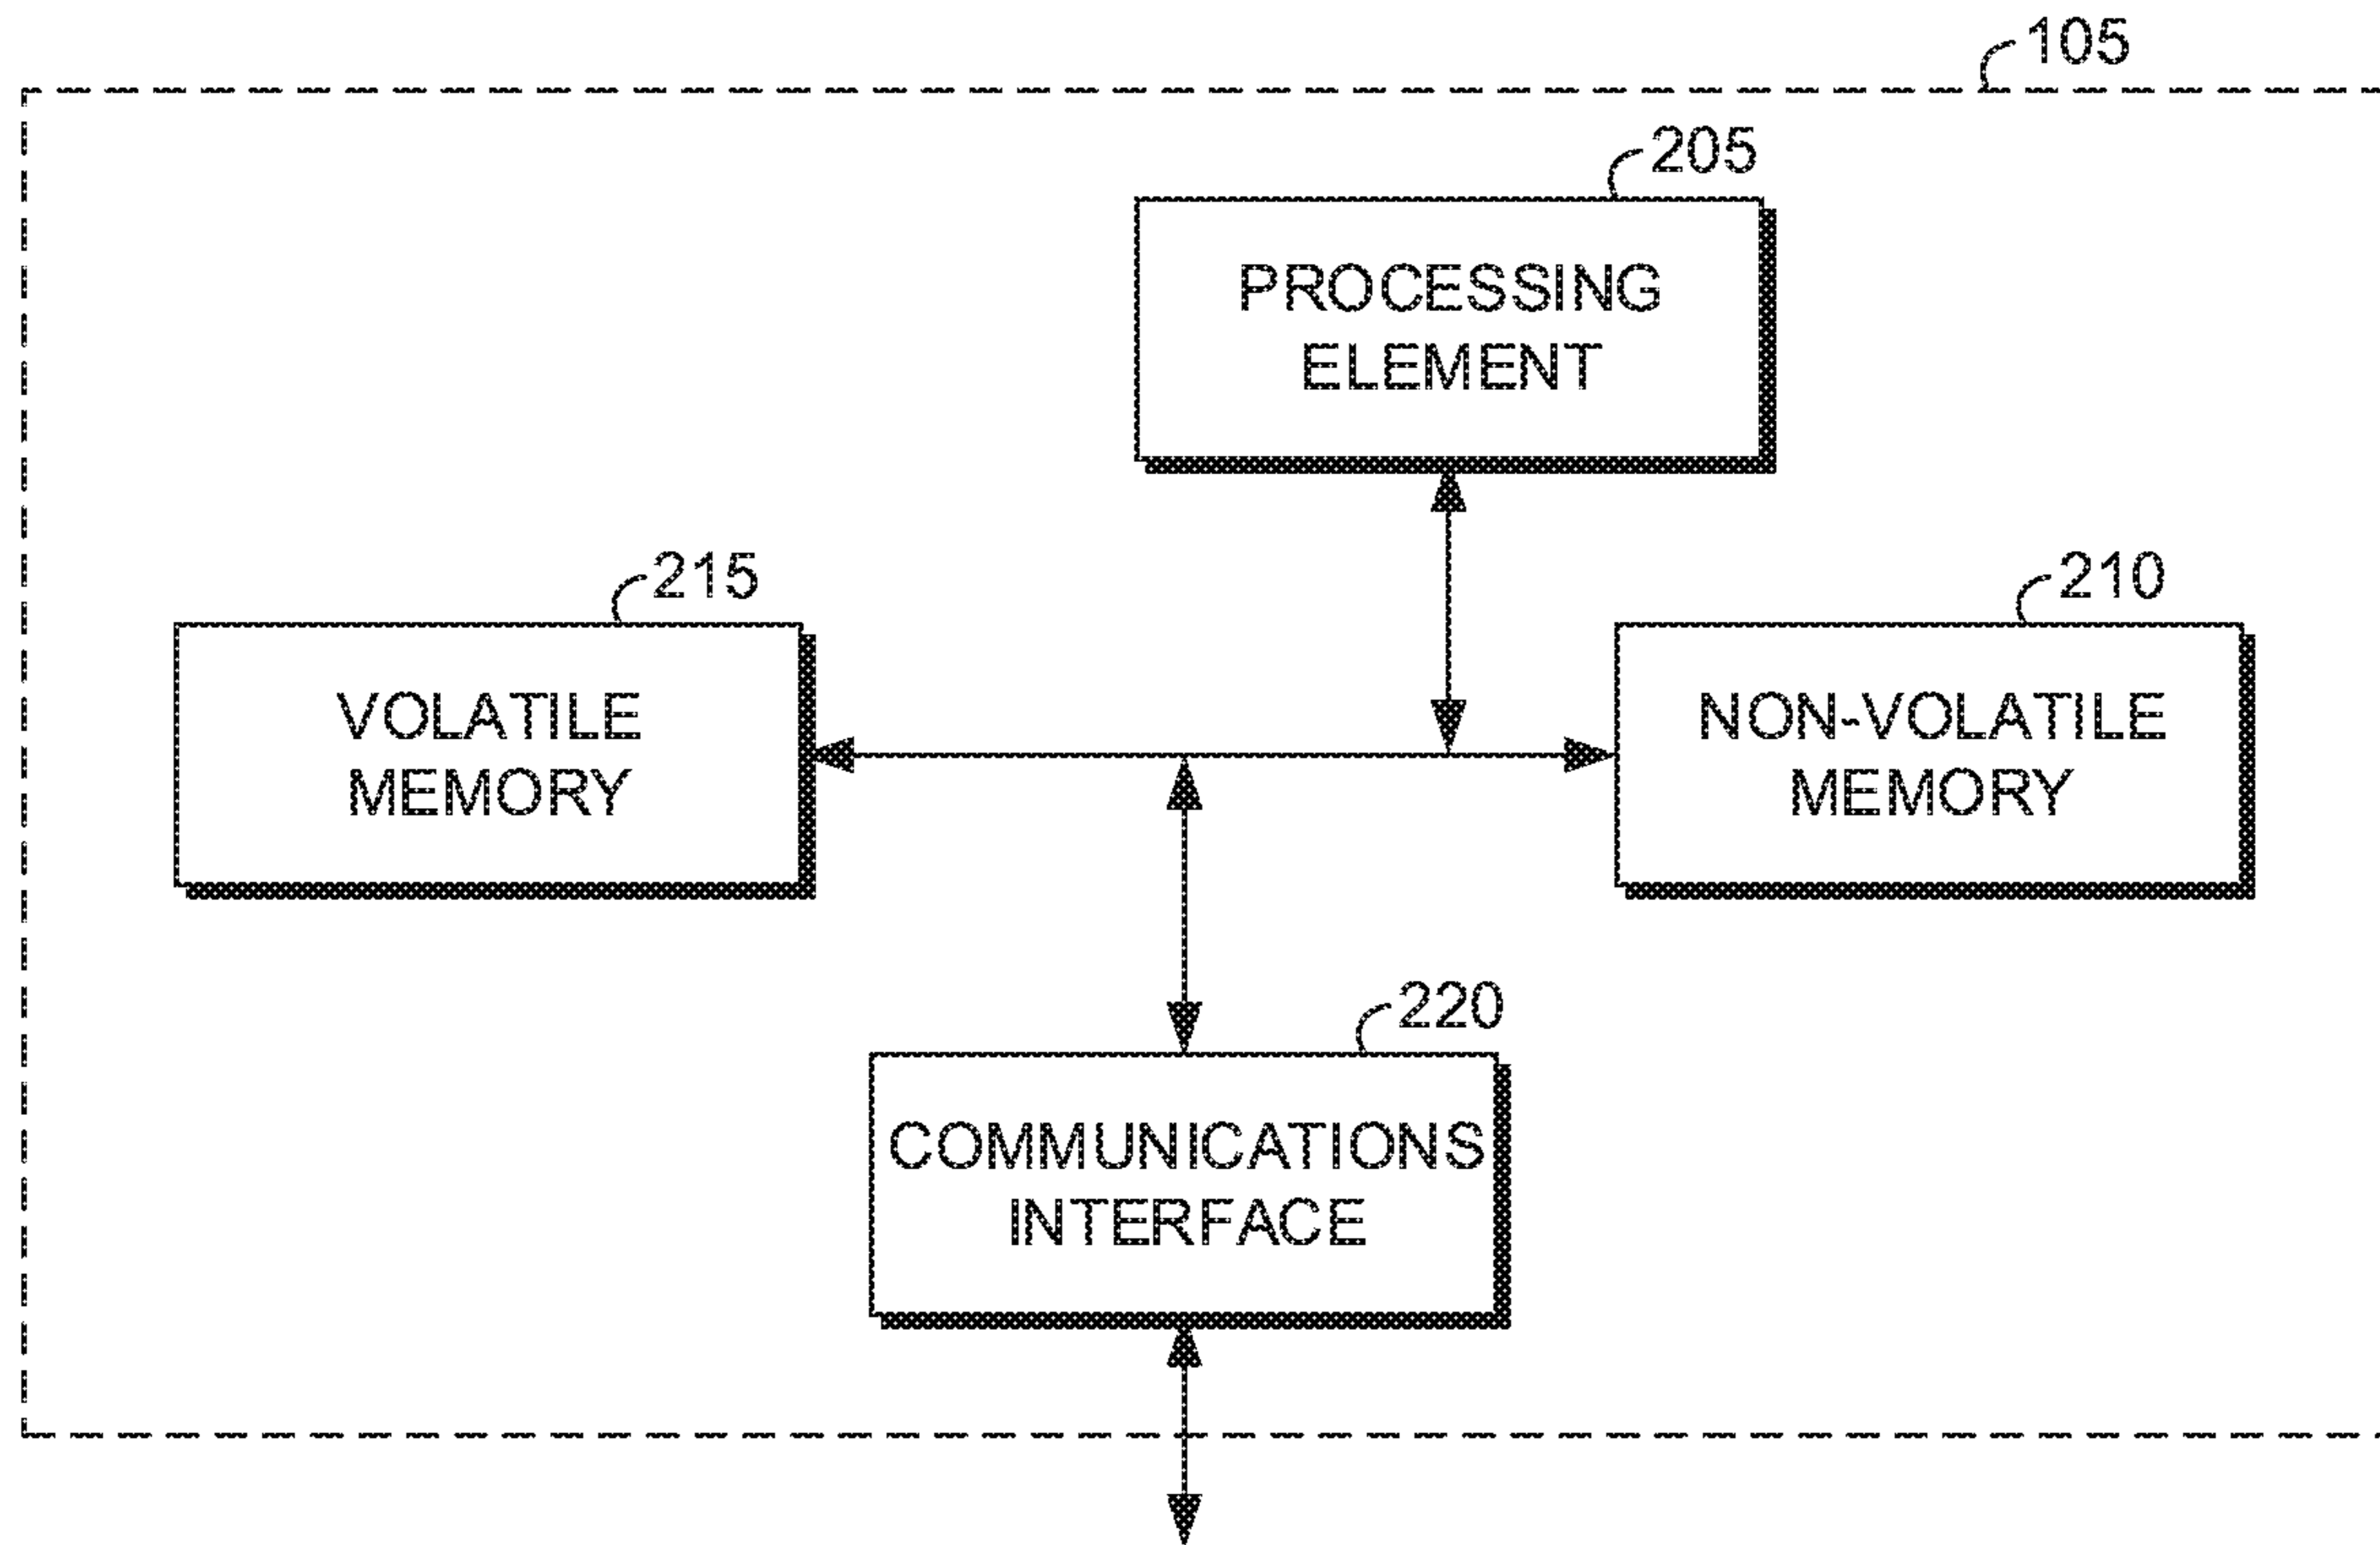 105
205
PROCESSING
ELEMENT
215
210
VOLATILE
MEMORY
NON-VOLATILE
MEMORY
220
COMMUNICATIONS
INTERFACE